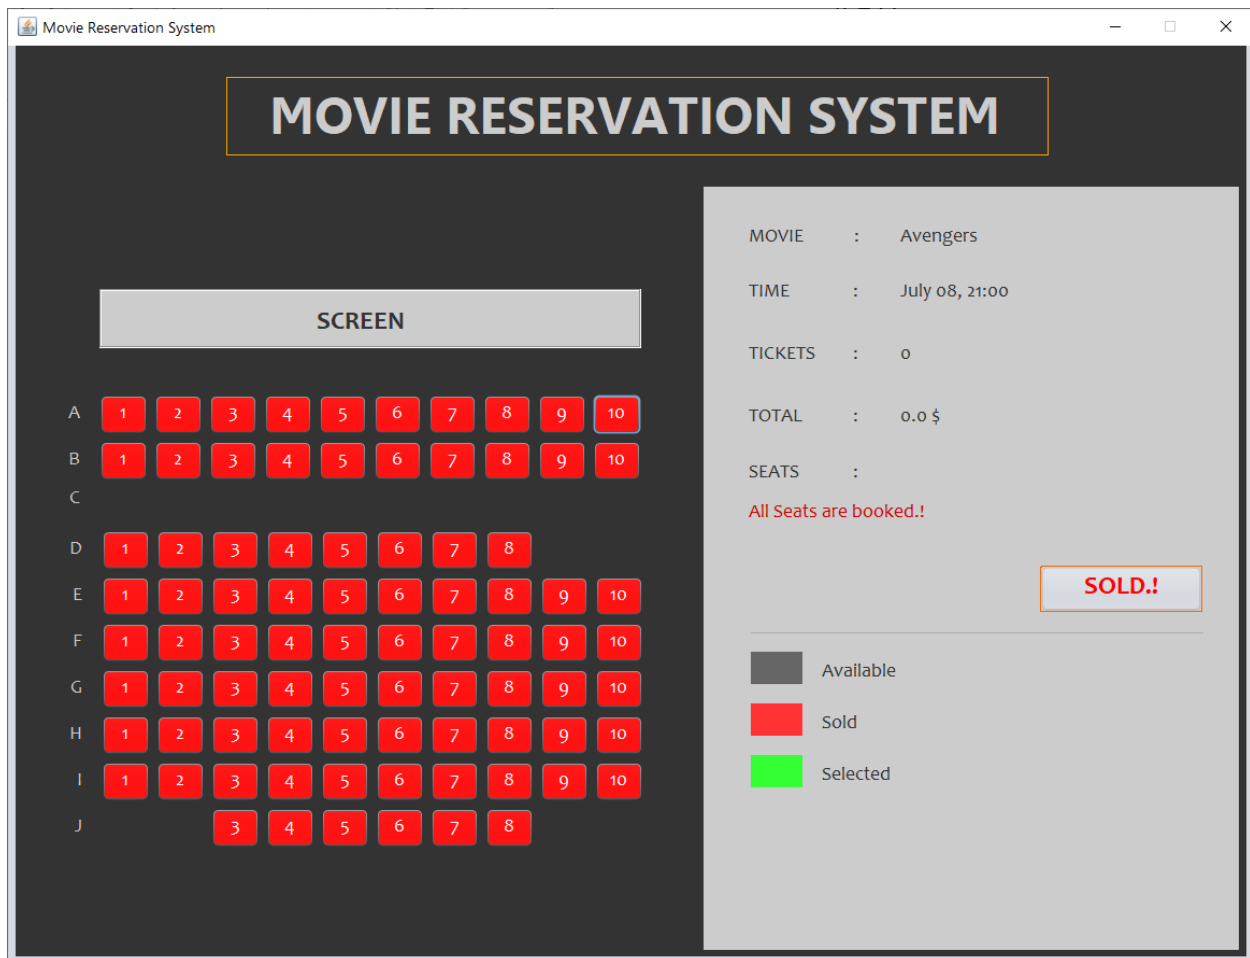 Movie Reservation System
MOVIE RESERVATION SYSTEM
SCREEN
A 1 2 3 4 5 6 7 8 9 10
B 1 2 3 4 5 6 7 8 9 10
C
D 1 2 3 4 5 6 7 8
E 1 2 3 4 5 6 7 8 9 10
F 1 2 3 4 5 6 7 8 9 10
G 1 2 3 4 5 6 7 8 9 10
H 1 2 3 4 5 6 7 8 9 10
I 1 2 3 4 5 6 7 8 9 10
J 3 4 5 6 7 8
MOVIE : Avengers
TIME : July 08, 21:00
TICKETS : 0
TOTAL : 0.0 $
SEATS :
All Seats are booked.!
SOLD.!
Available
Sold
Selected